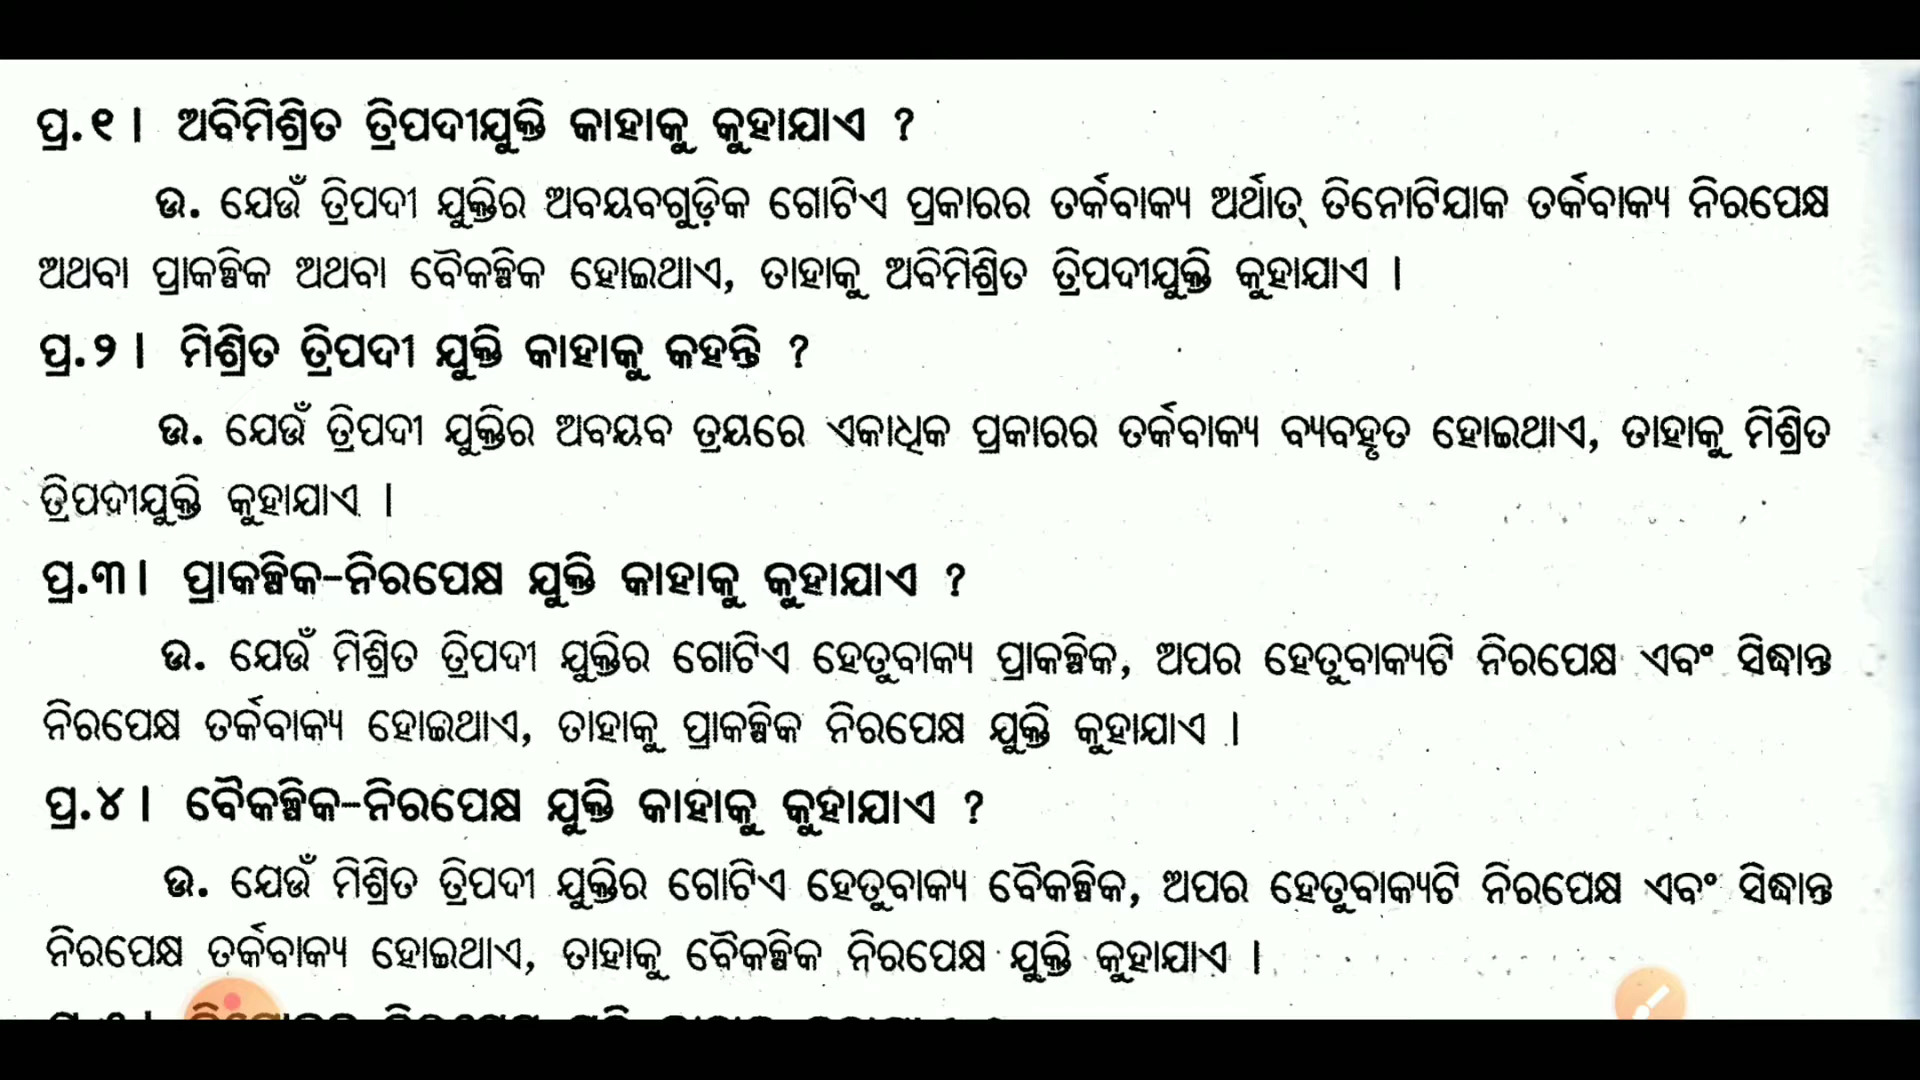 ପ୍ର.୧। ଅବିମିଶ୍ରିତ ତ୍ରିପଦୀଯୁକ୍ତି କାହାକୁ କୁହାଯାଏ ?
ଉ. ଯେଉଁ ତ୍ରିପଦୀ ଯୁକ୍ତିର ଅବୟବଗୁଡ଼ିକ ଗୋଟିଏ ପ୍ରକାରର ତର୍କବାକ୍ୟ ଅର୍ଥାତ୍ ତିନୋଟିଯାକ ତର୍କବାକ୍ୟ ନିରପେକ୍ଷ
ଅଥବା ପ୍ରାକଳ୍ପିକ ଅଥବା ବୈକଳ୍ପିକ ହୋଇଥାଏ, ତାହାକୁ ଅବିମିଶ୍ରିତ ତ୍ରିପଦୀଯୁକ୍ତି କୁହାଯାଏ ।
ପ୍ର.୨। ମିଶ୍ରିତ ତ୍ରିପଦୀ ଯୁକ୍ତି କାହାକୁ କହନ୍ତି ?
ଉ. ଯେଉଁ ତ୍ରିପଦୀ ଯୁକ୍ତିର ଅବୟବ ତ୍ରୟରେ ଏକାଧିକ ପ୍ରକାରର ତର୍କବାକ୍ୟ ବ୍ୟବହୃତ ହୋଇଥାଏ, ତାହାକୁ ମିଶ୍ରିତ
ତ୍ରିପଦୀଯୁକ୍ତି କୁହାଯାଏ ।
ପ୍ର.୩। ପ୍ରାକଳ୍ପିକ-ନିରପେକ୍ଷ ଯୁକ୍ତି କାହାକୁ କୁହାଯାଏ ?
ଉ. ଯେଉଁ ମିଶ୍ରିତ ତ୍ରିପଦୀ ଯୁକ୍ତିର ଗୋଟିଏ ହେତୁବାକ୍ୟ ପ୍ରାକଳ୍ପିକ, ଅପର ହେତୁବାକ୍ୟଟି ନିରପେକ୍ଷ ଏବଂ ସିଦ୍ଧାନ୍ତ
ନିରପେକ୍ଷ ତର୍କବାକ୍ୟ ହୋଇଥାଏ, ତାହାକୁ ପ୍ରାକଳ୍ପିକ ନିରପେକ୍ଷ ଯୁକ୍ତି କୁହାଯାଏ ।
ପ୍ର.୪। ବୈକଳ୍ପିକ-ନିରପେକ୍ଷ ଯୁକ୍ତି କାହାକୁ କୁହାଯାଏ ?
ଉ. ଯେଉଁ ମିଶ୍ରିତ ତ୍ରିପଦୀ ଯୁକ୍ତିର ଗୋଟିଏ ହେତୁବାକ୍ୟ ବୈକଳ୍ପିକ, ଅପର ହେତୁବାକ୍ୟଟି ନିରପେକ୍ଷ ଏବଂ ସିଦ୍ଧାନ୍ତ
ନିରପେକ୍ଷ ତର୍କବାକ୍ୟ ହୋଇଥାଏ, ତାହାକୁ ବୈକଳ୍ପିକ ନିରପେକ୍ଷ ଯୁକ୍ତି କୁହାଯାଏ ।